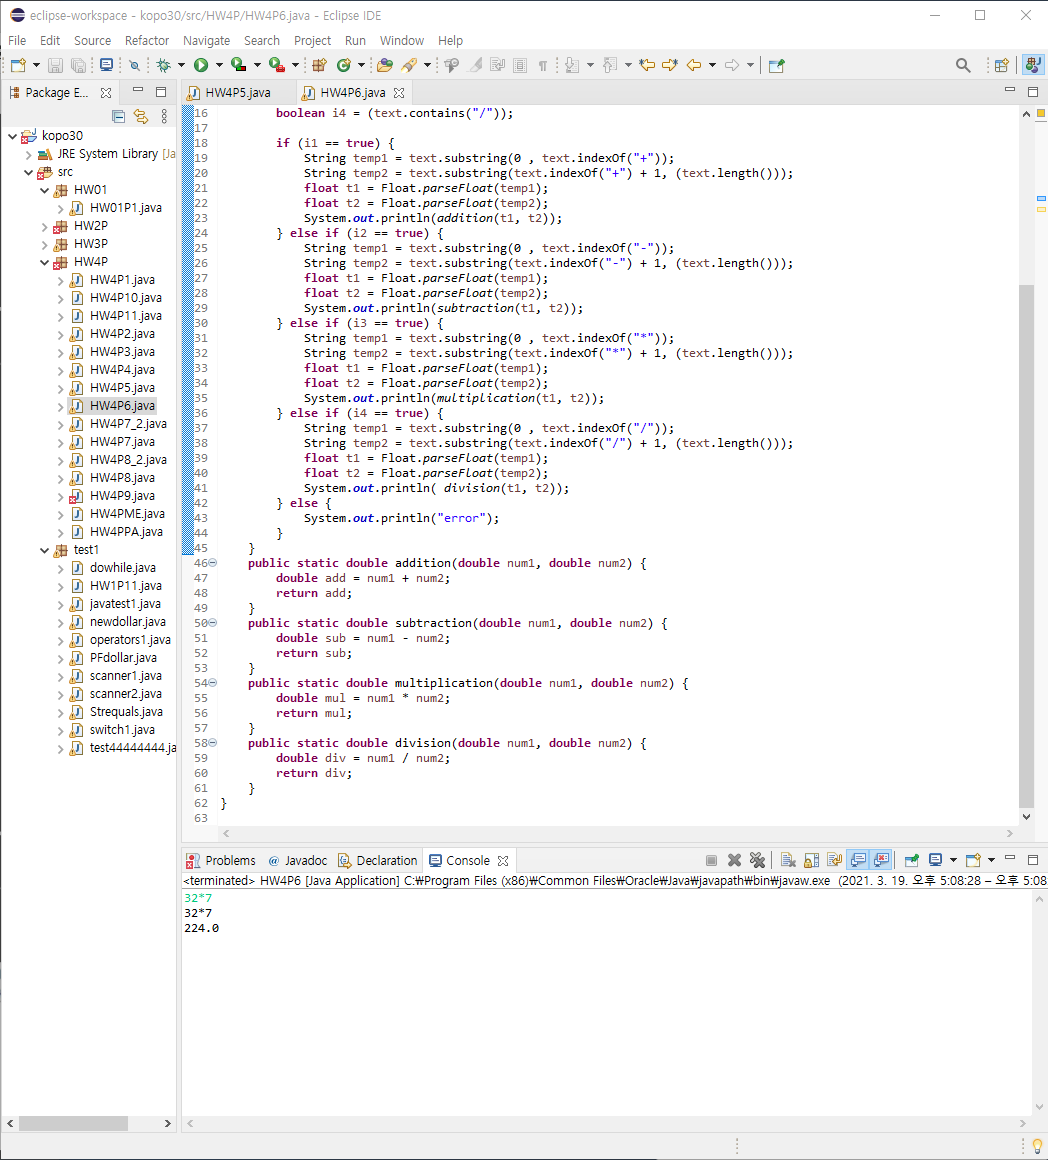 eclipse-workspace - kopo30/src/HW4P/HW4P6.java - Eclipse IDE
File Edit Source Refactor Navigate Search Project Run Window Help
Package E...
kopo30
JRE System Library [Ja
src
HW01
HW01P1.java
HW2P
HW3P
HW4P
HW4P1.java
HW4P10.java
HW4P11.java
HW4P2.java
HW4P3.java
HW4P4.java
HW4P5.java
HW4P6.java
HW4P7_2.java
HW4P7.java
HW4P8_2.java
HW4P8.java
HW4P9.java
HW4PME.java
HW4PPA.java
test1
dowhile.java
HW1P11.java
javatest1.java
newdollar.java
operators1.java
PFdollar.java
scanner1.java
scanner2.java
Strequals.java
switch1.java
test44444444.ja
HW4P5.java HW4P6.java
16 boolean i4 = (text.contains("/"));
17
18 if (i1 == true) {
19 String temp1 = text.substring(0 , text.indexOf("+"));
20 String temp2 = text.substring(text.indexOf("+") + 1, (text.length()));
21 float t1 = Float.parseFloat(temp1);
22 float t2 = Float.parseFloat(temp2);
23 System.out.println(addition(t1, t2));
24 } else if (i2 == true) {
25 String temp1 = text.substring(0 , text.indexOf("-"));
26 String temp2 = text.substring(text.indexOf("-") + 1, (text.length()));
27 float t1 = Float.parseFloat(temp1);
28 float t2 = Float.parseFloat(temp2);
29 System.out.println(subtraction(t1, t2));
30 } else if (i3 == true) {
31 String temp1 = text.substring(0 , text.indexOf("*"));
32 String temp2 = text.substring(text.indexOf("*") + 1, (text.length()));
33 float t1 = Float.parseFloat(temp1);
34 float t2 = Float.parseFloat(temp2);
35 System.out.println(multiplication(t1, t2));
36 } else if (i4 == true) {
37 String temp1 = text.substring(0 , text.indexOf("/"));
38 String temp2 = text.substring(text.indexOf("/") + 1, (text.length()));
39 float t1 = Float.parseFloat(temp1);
40 float t2 = Float.parseFloat(temp2);
41 System.out.println( division(t1, t2));
42 } else {
43 System.out.println("error");
44 }
45 }
46 public static double addition(double num1, double num2) {
47 double add = num1 + num2;
48 return add;
49 }
50 public static double subtraction(double num1, double num2) {
51 double sub = num1 - num2;
52 return sub;
53 }
54 public static double multiplication(double num1, double num2) {
55 double mul = num1 * num2;
56 return mul;
57 }
58 public static double division(double num1, double num2) {
59 double div = num1 / num2;
60 return div;
61 }
62 }
63
Problems Javadoc Declaration Console
<terminated> HW4P6 [Java Application] C:₩Program Files (x86)₩Common Files₩Oracle₩Java₩javapath₩bin₩javaw.exe (2021. 3. 19. 오후 5:08:28 – 오후 5:08
32*7
32*7
224.0